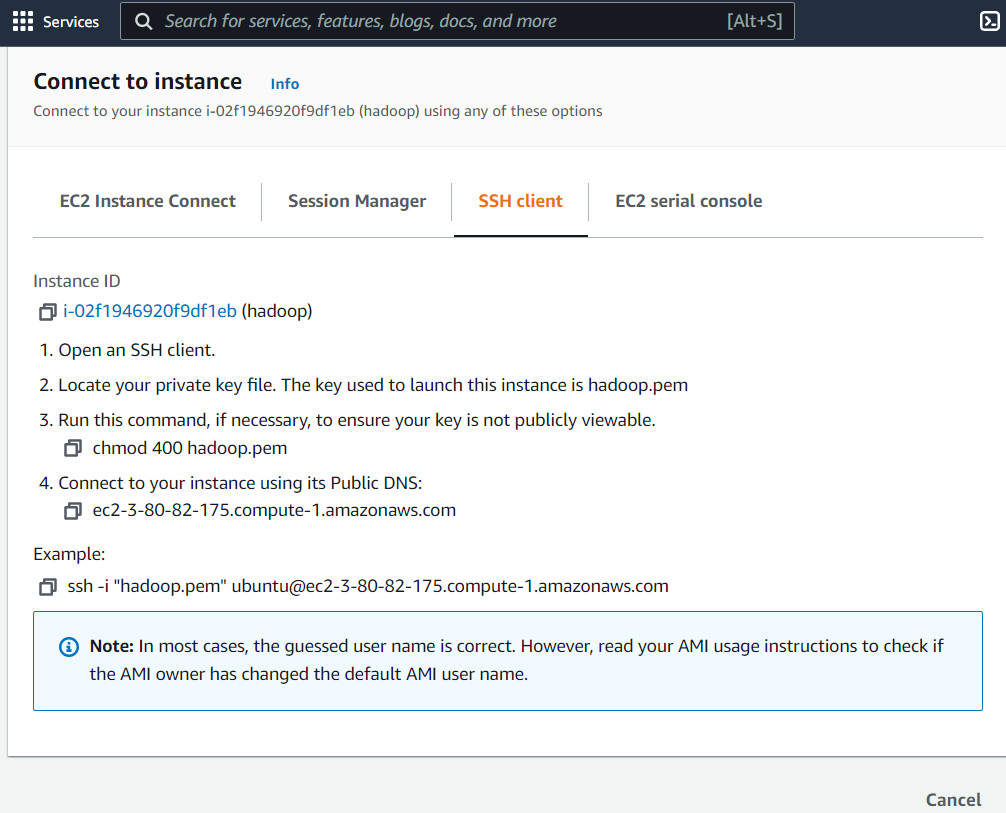 Services
Search for services, features, blogs, docs, and more
[Alt+S]
Connect to instance Info
Connect to your instance i-02f1946920f9df1eb (hadoop) using any of these options
EC2 Instance Connect
Session Manager
SSH client
EC2 serial console
Instance ID
i-02f1946920f9df1eb (hadoop)
1. Open an SSH client.
2. Locate your private key file. The key used to launch this instance is hadoop.pem
3. Run this command, if necessary, to ensure your key is not publicly viewable.
chmod 400 hadoop.pem
4. Connect to your instance using its Public DNS:
ec2-3-80-82-175.compute-1.amazonaws.com
Example:
ssh -i "hadoop.pem" ubuntu@ec2-3-80-82-175.compute-1.amazonaws.com
Note: In most cases, the guessed user name is correct. However, read your AMI usage instructions to check if
the AMI owner has changed the default AMI user name.
Cancel